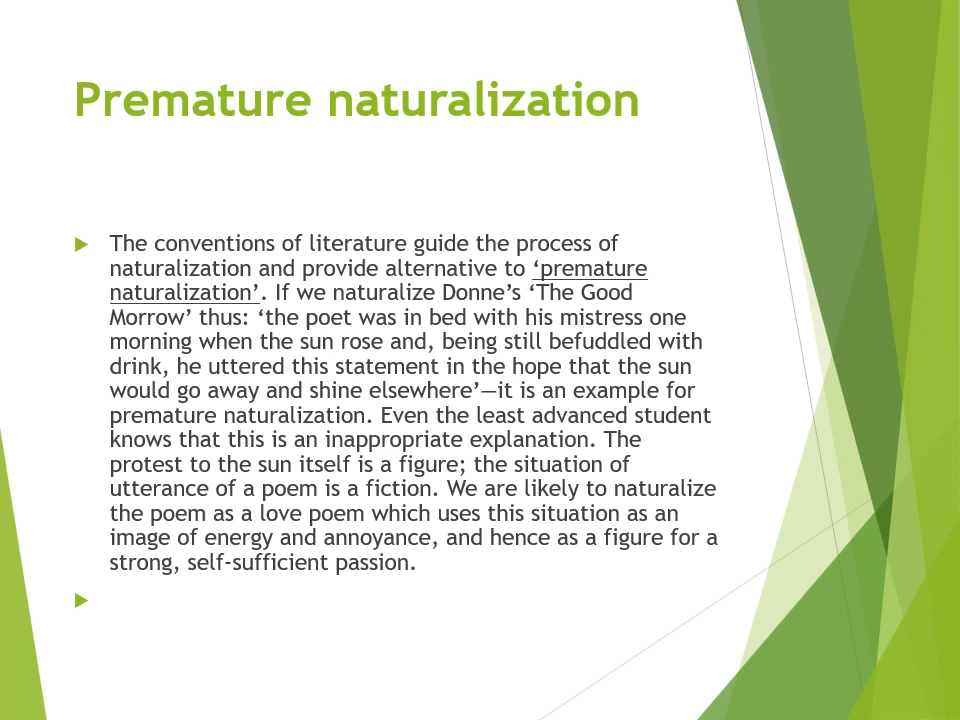 Premature naturalization
The conventions of literature guide the process of
naturalization and provide alternative to ‘premature
naturalization’. If we naturalize Donne’s ‘The Good
Morrow’ thus: ‘the poet was in bed with his mistress one
morning when the sun rose and, being still befuddled with
drink, he uttered this statement in the hope that the sun
would go away and shine elsewhere’—it is an example for
premature naturalization. Even the least advanced student
knows that this is an inappropriate explanation. The
protest to the sun itself is a figure; the situation of
utterance of a poem is a fiction. We are likely to naturalize
the poem as a love poem which uses this situation as an
image of energy and annoyance, and hence as a figure for a
strong, self-sufficient passion.